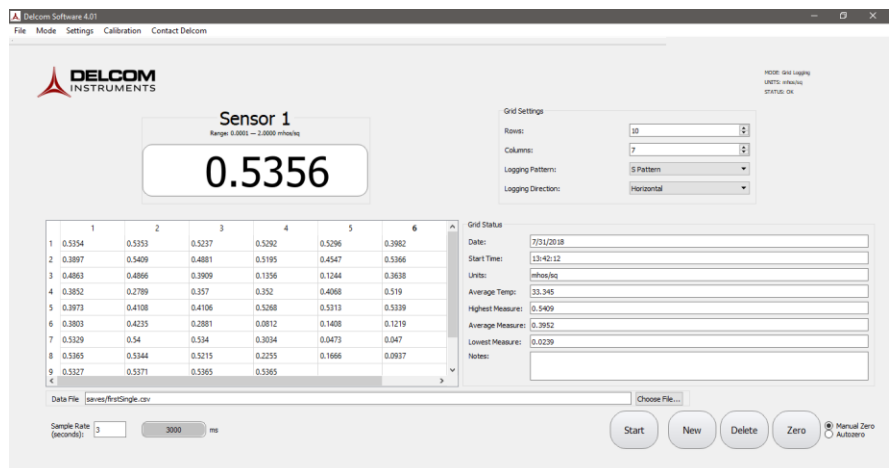 Delcom Software 4.01
File Mode Settings Calibration Contact Delcom
DELCOM
INSTRUMENTS
MODE: Grid Logging
UNITS: mhos/sq
STATUS: OK
Sensor 1
Range: 0.0001 — 2.0000 mhos/sq
0.5356
Grid Settings
Rows: 10
Columns: 7
Logging Pattern: S Pattern
Logging Direction: Horizontal
1 2 3 4 5 6
1 0.5354 0.5353 0.5237 0.5292 0.5296 0.3982
2 0.3897 0.5409 0.4881 0.5195 0.4547 0.5366
3 0.4863 0.4866 0.3909 0.1356 0.1244 0.3638
4 0.3852 0.2789 0.357 0.352 0.4068 0.519
5 0.3973 0.4108 0.4106 0.5268 0.5313 0.5339
6 0.3803 0.4235 0.2881 0.0812 0.1408 0.1219
7 0.5329 0.54 0.534 0.3034 0.0473 0.047
8 0.5365 0.5344 0.5215 0.2255 0.1666 0.0937
9 0.5327 0.5371 0.5365 0.5365
Grid Status
Date: 7/31/2018
Start Time: 13:42:12
Units: mhos/sq
Average Temp: 33.345
Highest Measure: 0.5409
Average Measure: 0.3952
Lowest Measure: 0.0239
Notes:
Data File saves/firstSingle.csv Choose File...
Sample Rate
(seconds): 3 3000 ms
Start New Delete Zero
Manual Zero
Autozero